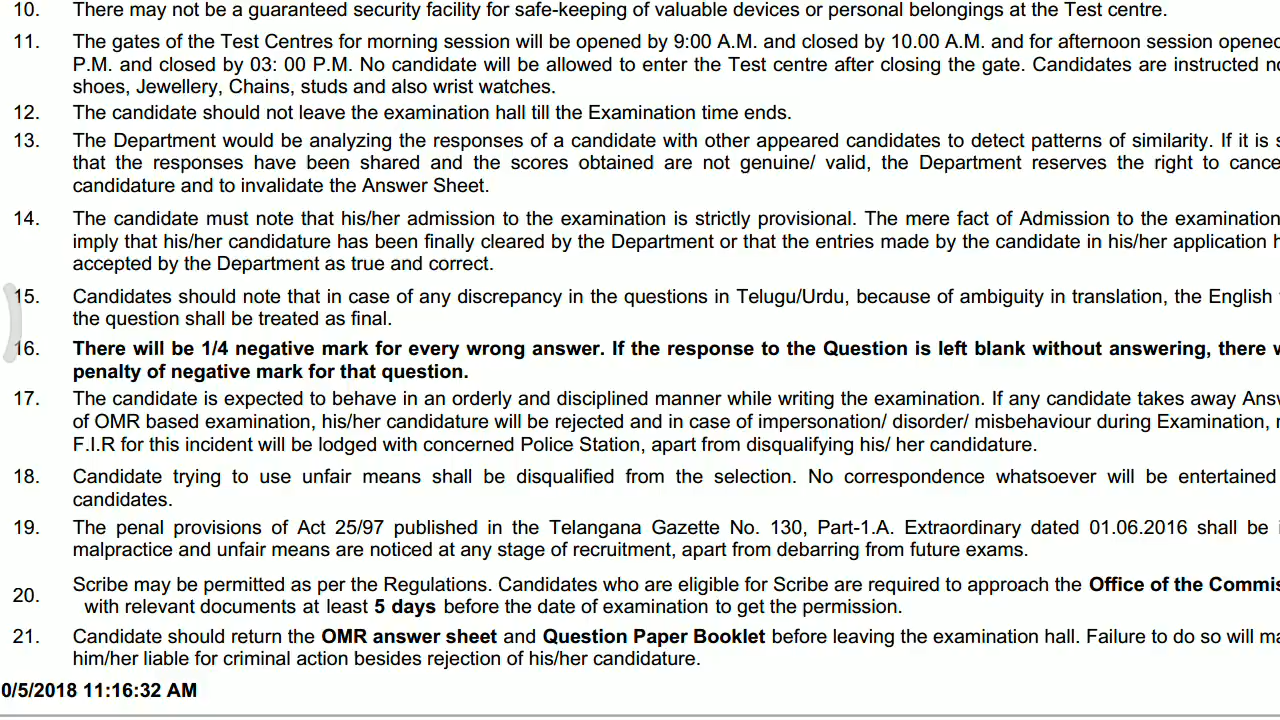 10. There may not be a guaranteed security facility for safe-keeping of valuable devices or personal belongings at the Test centre.
11. The gates of the Test Centres for morning session will be opened by 9:00 A.M. and closed by 10.00 A.M. and for afternoon session opened
P.M. and closed by 03: 00 P.M. No candidate will be allowed to enter the Test centre after closing the gate. Candidates are instructed
shoes, Jewellery, Chains, studs and also wrist watches.
12. The candidate should not leave the examination hall till the Examination time ends.
13. The Department would be analyzing the responses of a candidate with other appeared candidates to detect patterns of similarity. If it is
that the responses have been shared and the scores obtained are not genuine/ valid, the Department reserves the right to
candidature and to invalidate the Answer Sheet.
14. The candidate must note that his/her admission to the examination is strictly provisional. The mere fact of Admission to the examination
imply that his/her candidature has been finally cleared by the Department or that the entries made by the candidate in his/her application
accepted by the Department as true and correct.
15. Candidates should note that in case of any discrepancy in the questions in Telugu/Urdu, because of ambiguity in translation, the English
the question shall be treated as final.
16. There will be 1/4 negative mark for every wrong answer. If the response to the Question is left blank without answering, there
penalty of negative mark for that question.
17. The candidate is expected to behave in an orderly and disciplined manner while writing the examination. If any candidate takes away
of OMR based examination, his/her candidature will be rejected and in case of impersonation/ disorder/ misbehaviour during Examination,
F.I.R for this incident will be lodged with concerned Police Station, apart from disqualifying his/ her candidature.
18. Candidate trying to use unfair means shall be disqualified from the selection. No correspondence whatsoever will be entertained
candidates.
19. The penal provisions of Act 25/97 published in the Telangana Gazette No. 130, Part-1.A. Extraordinary dated 01.06.2016 shall be
malpractice and unfair means are noticed at any stage of recruitment, apart from debarring from future exams.
20. Scribe may be permitted as per the Regulations. Candidates who are eligible for Scribe are required to approach the Office of the
with relevant documents at least 5 days before the date of examination to get the permission.
21. Candidate should return the OMR answer sheet and Question Paper Booklet before leaving the examination hall. Failure to do so will
him/her liable for criminal action besides rejection of his/her candidature.
0/5/2018 11:16:32 AM